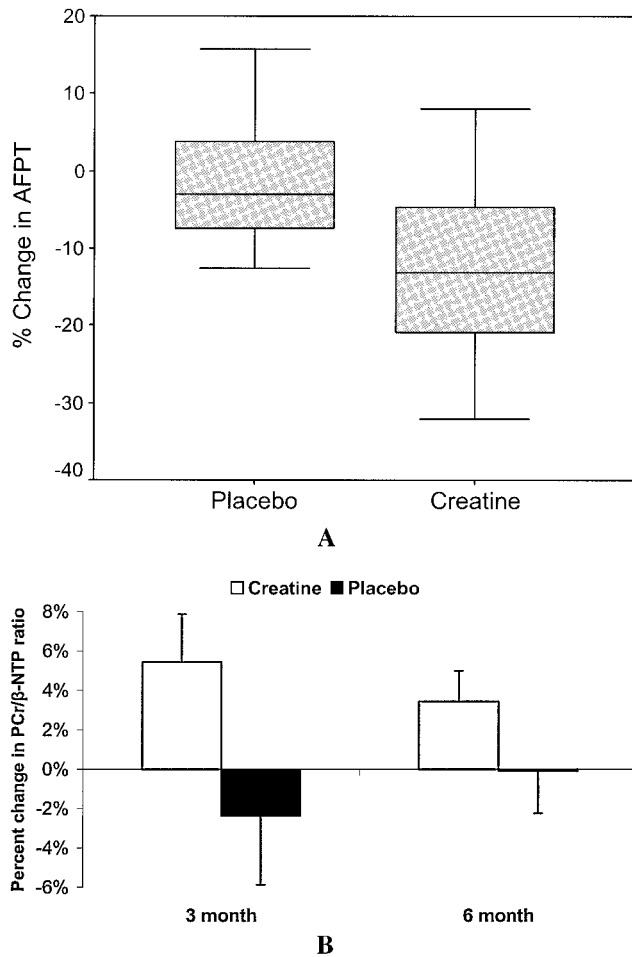 20
10
0
-10
-20
-30
-40
% Change in AFPT
Placebo Creatine
A
Creatine Placebo
8%
6%
4%
2%
0%
-2%
-4%
-6%
Percent change in PCr/β-NTP ratio
3 month 6 month
B